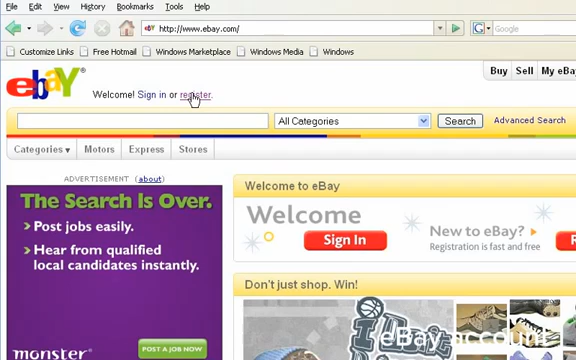 File Edit View History Bookmarks Tools Help
http://www.ebay.com/
Google
Customize Links Free Hotmail Windows Marketplace Windows Media Windows
ebY®
Welcome! Sign in or register.
Buy Sell My eBa
All Categories Search Advanced Search
Categories Motors Express Stores
ADVERTISEMENT (about)
The Search Is Over.
Post jobs easily.
Hear from qualified
local candidates instantly.
monster
POST A JOB NOW
Welcome to eBay
Welcome
Sign In
New to eBay?
Registration is fast and free
R
Don't just shop. Win!
eBay account